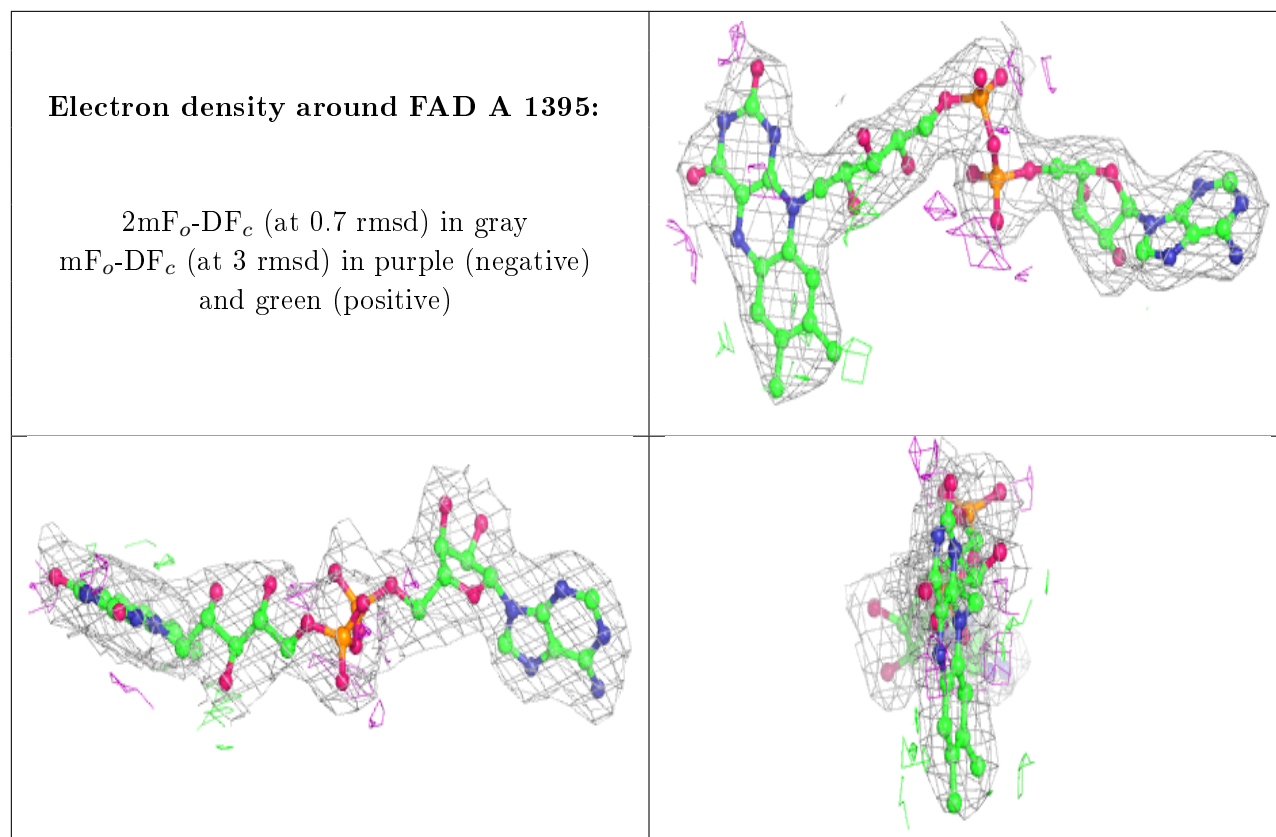 Electron density around FAD A 1395:
2mFo-DFc (at 0.7 rmsd) in gray
mFo-DFc (at 3 rmsd) in purple (negative)
and green (positive)